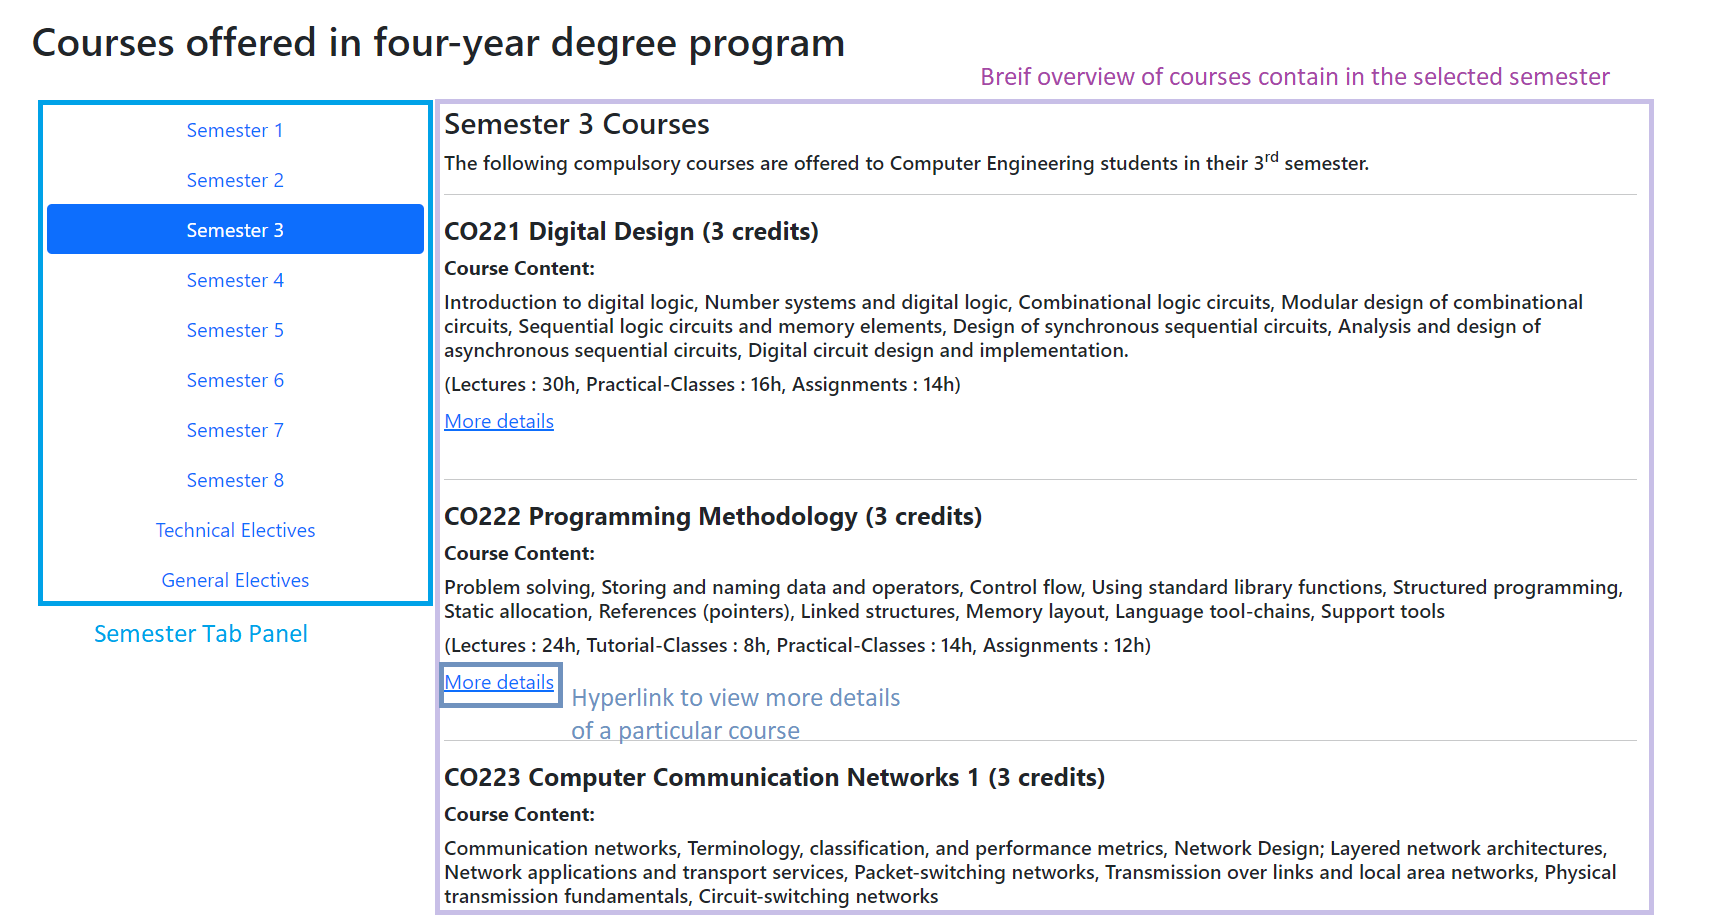 Courses offered in four-year degree program
Breif overview of courses contain in the selected semester
Semester 1
Semester 2
Semester 3
Semester 4
Semester 5
Semester 6
Semester 7
Semester 8
Technical Electives
General Electives
Semester Tab Panel
Semester 3 Courses
The following compulsory courses are offered to Computer Engineering students in their 3rd semester.
CO221 Digital Design (3 credits)
Course Content:
Introduction to digital logic, Number systems and digital logic, Combinational logic circuits, Modular design of combinational
circuits, Sequential logic circuits and memory elements, Design of synchronous sequential circuits, Analysis and design of
asynchronous sequential circuits, Digital circuit design and implementation.
(Lectures : 30h, Practical-Classes : 16h, Assignments : 14h)
More details
CO222 Programming Methodology (3 credits)
Course Content:
Problem solving, Storing and naming data and operators, Control flow, Using standard library functions, Structured programming,
Static allocation, References (pointers), Linked structures, Memory layout, Language tool-chains, Support tools
(Lectures : 24h, Tutorial-Classes : 8h, Practical-Classes : 14h, Assignments : 12h)
More details
Hyperlink to view more details
of a particular course
CO223 Computer Communication Networks 1 (3 credits)
Course Content:
Communication networks, Terminology, classification, and performance metrics, Network Design; Layered network architectures,
Network applications and transport services, Packet-switching networks, Transmission over links and local area networks, Physical
transmission fundamentals, Circuit-switching networks